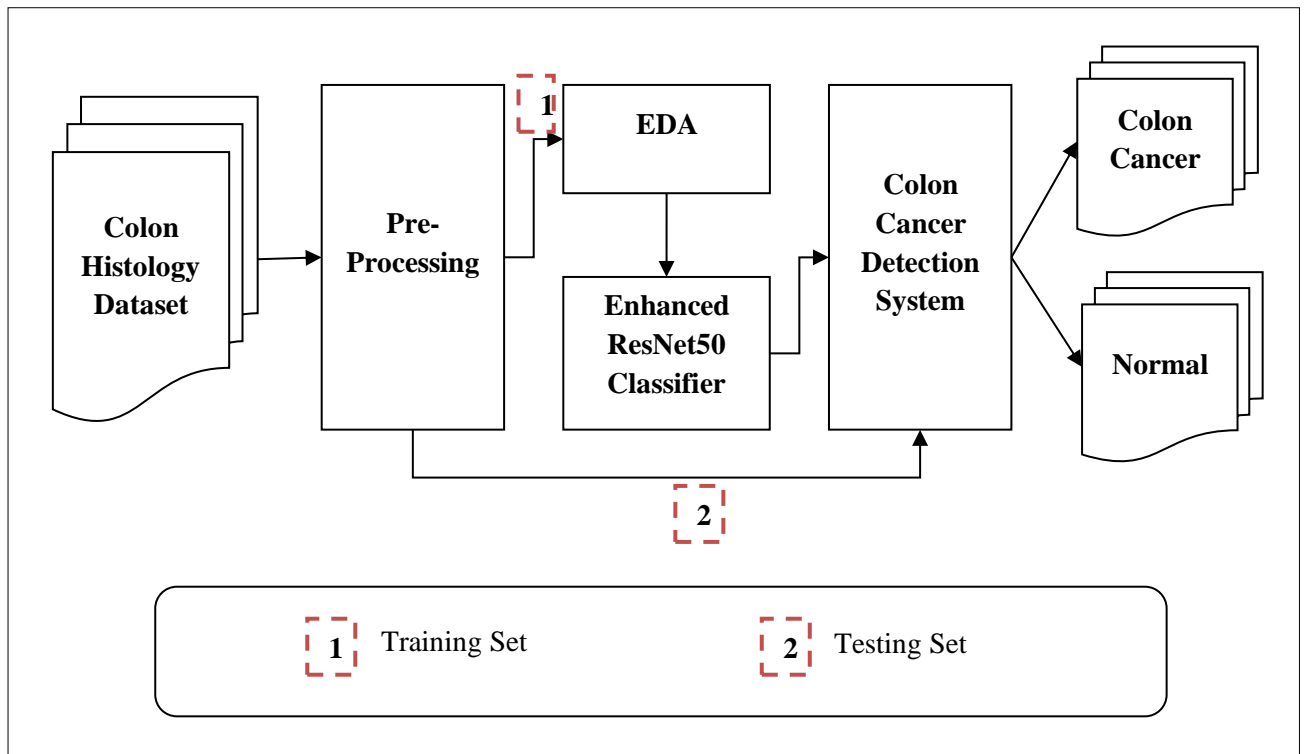 Colon
Histology
Dataset
Pre-
Processing
1
EDA
Enhanced
ResNet50
Classifier
2
Colon
Cancer
Detection
System
Colon
Cancer
Normal
1 Training Set
2 Testing Set